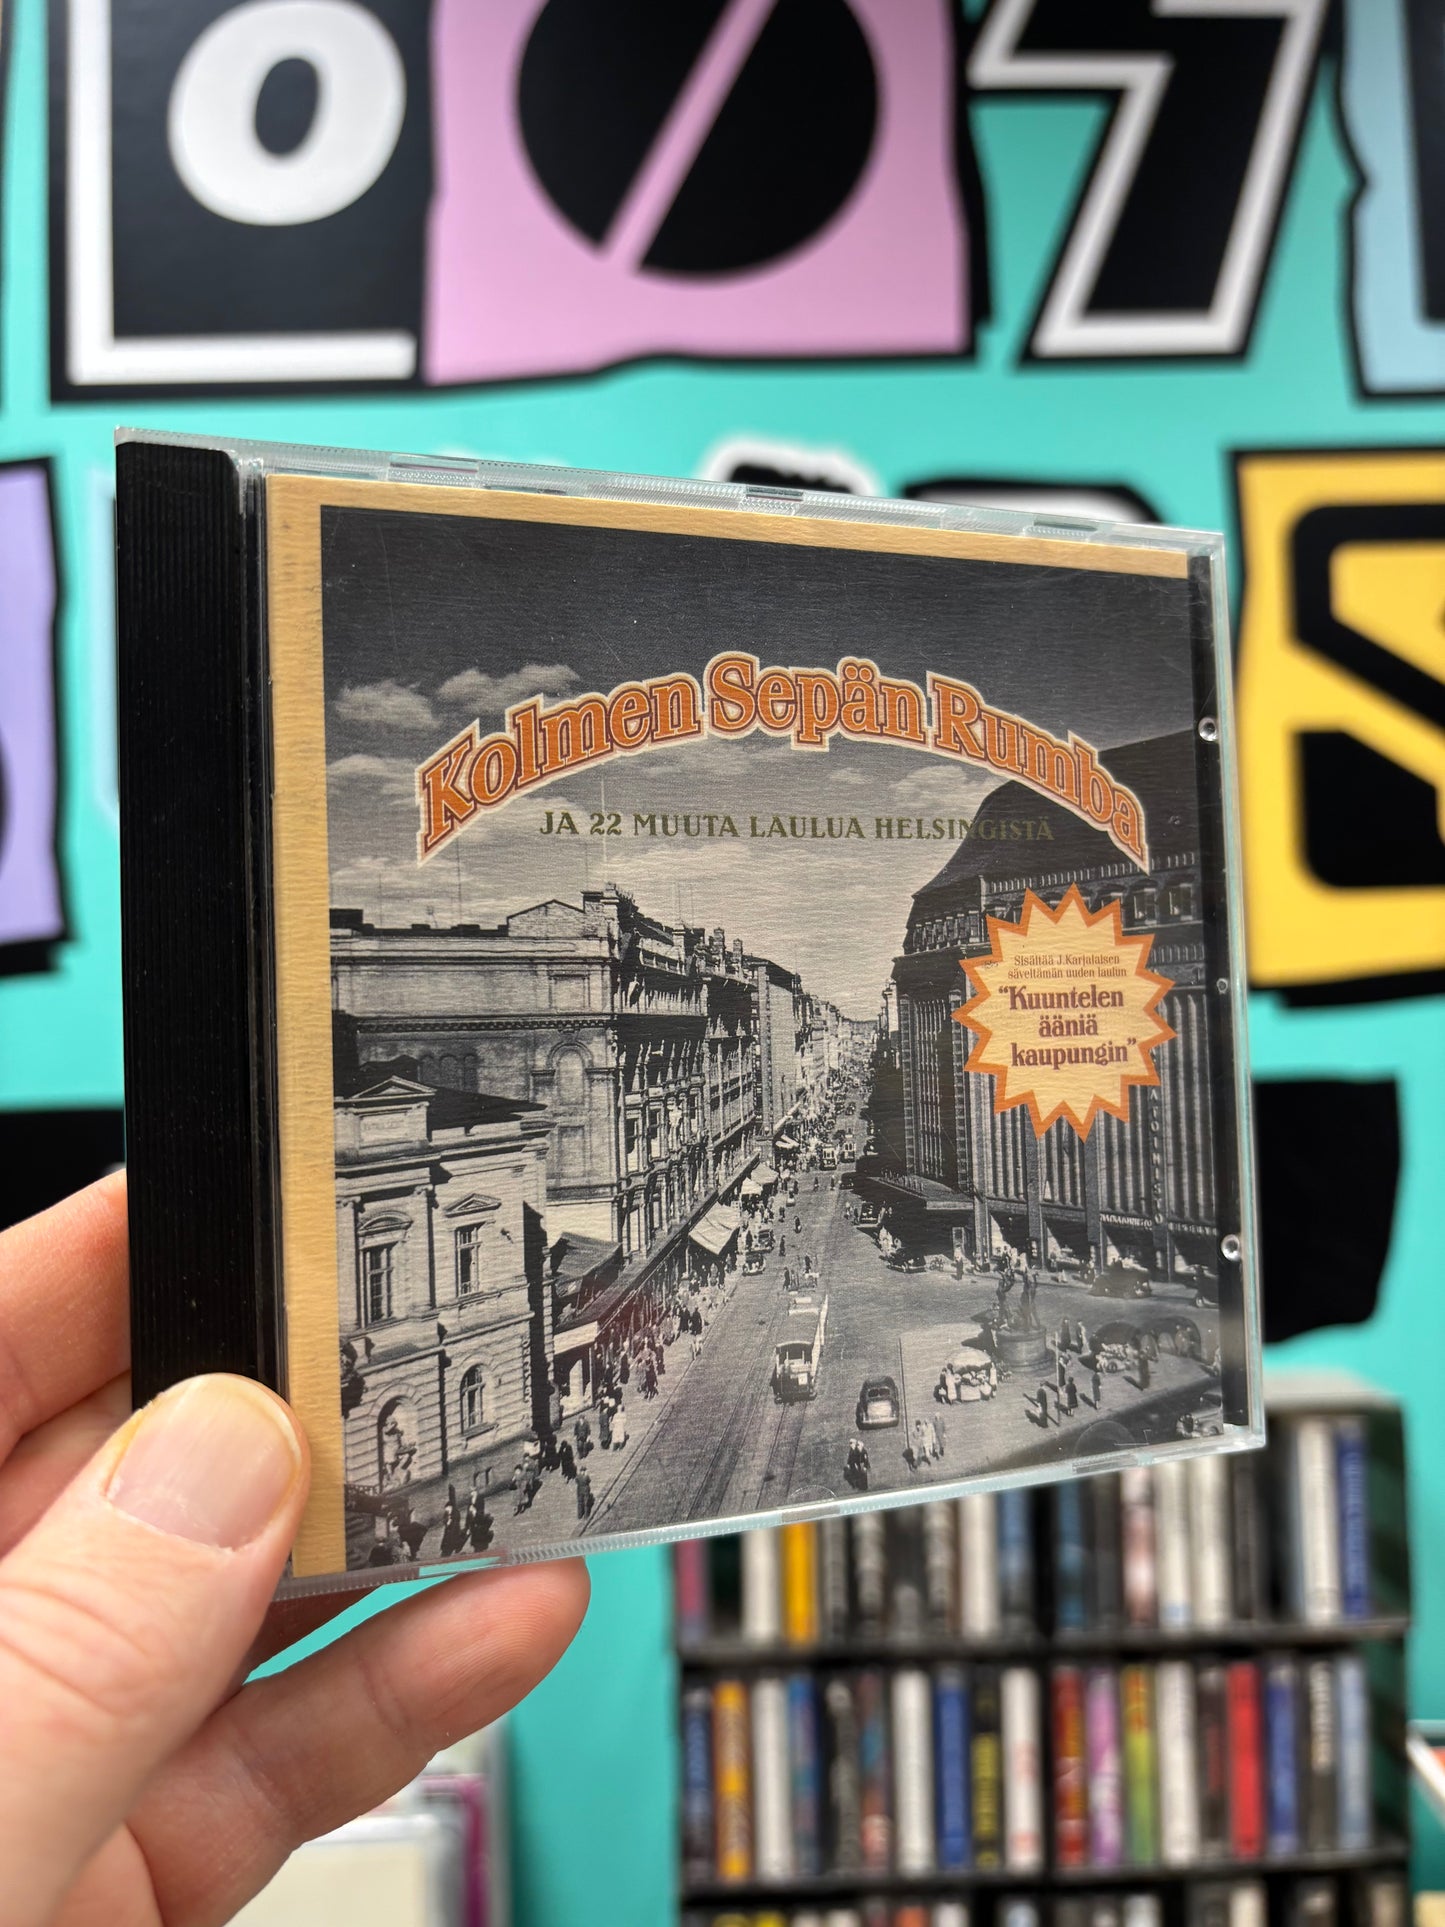 Kolmen Sepän Rumba
JA 22 MUUTA LAULUA HELSINGISTÄ
Sisältää J.Karjalaisen
säveltämän uuden laulun
“Kuuntelen
ääniä
kaupungin”